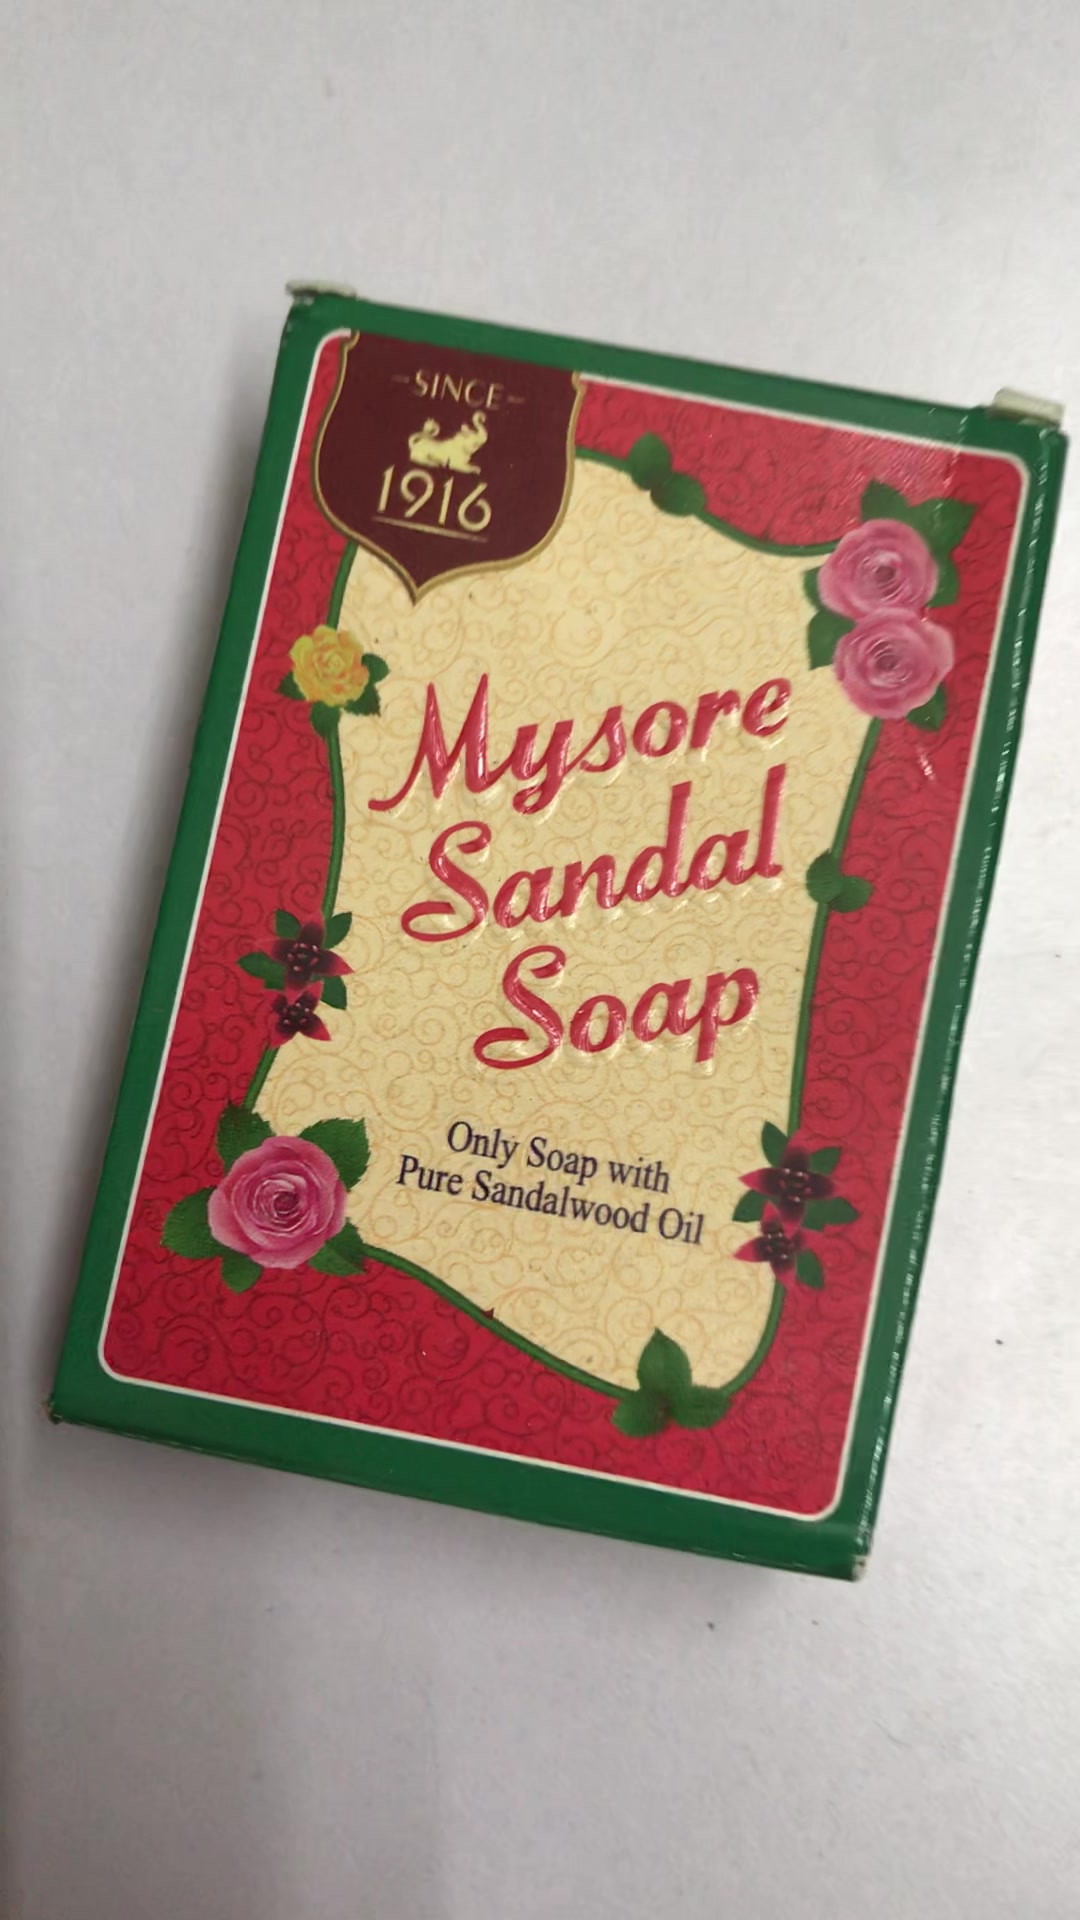 -SINCE-
1916
Mysore
Sandal
Soap
Only Soap with
Pure Sandalwood Oil